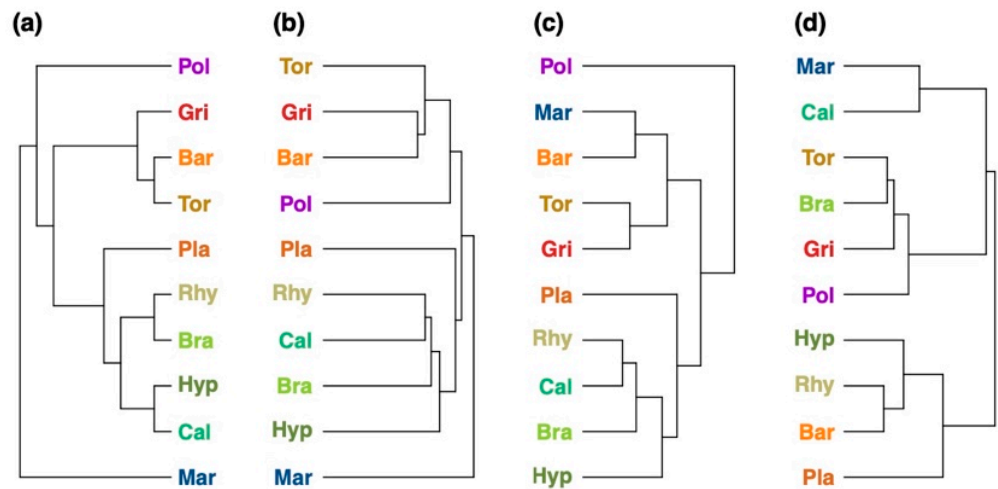 (a) (b) (c) (d)
Pol Tor Pol Mar
Gri Gri Mar Cal
Bar Bar Bar Tor
Tor Pol Tor Bra
Pla Pla Gri Gri
Rhy Rhy Pla Pol
Bra Cal Rhy Hyp
Hyp Bra Cal Rhy
Cal Hyp Bra Bar
Mar Mar Hyp Pla